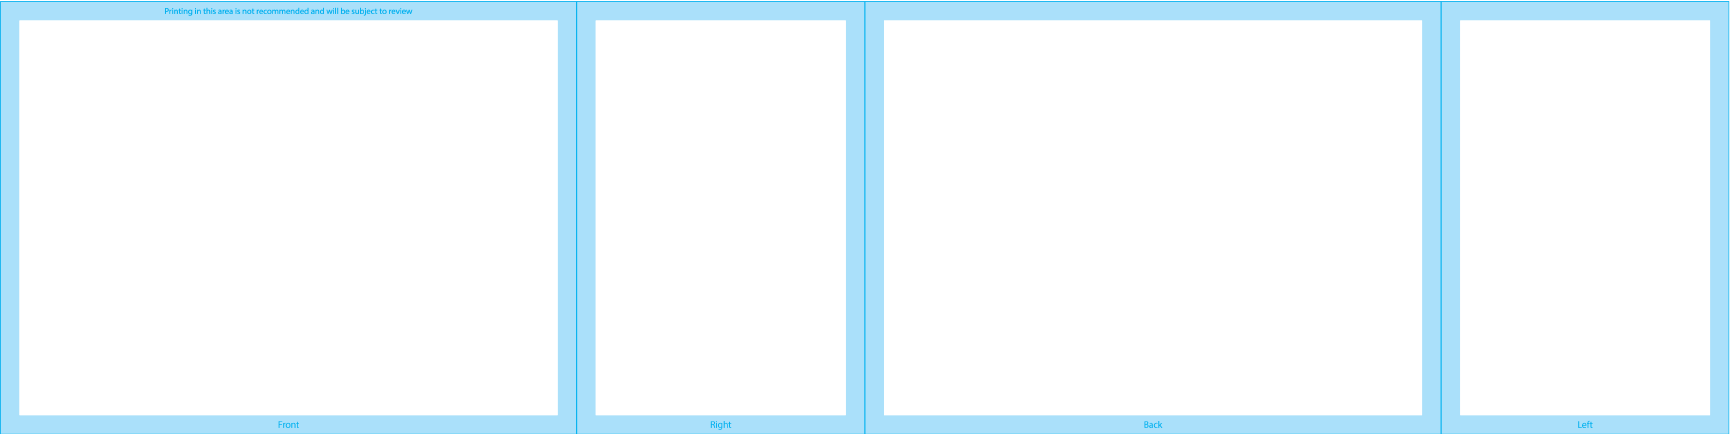 Printing in this area is not recommended and will be subject to review
Front
Right
Back
Left